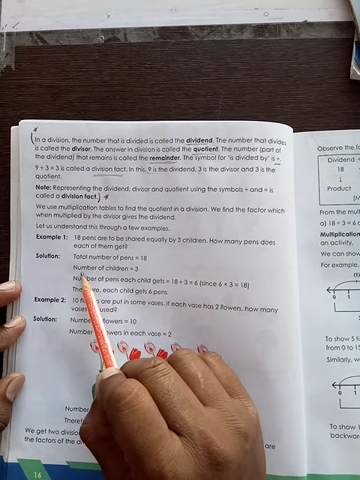 In a division, the number that is divided is called the dividend. The number that divides
is called the divisor. The answer in division is called the quotient. The number (part of
the dividend) that remains is called the remainder. The symbol for 'is divided by' is ÷.
9 ÷ 3 = 3 is called a division fact. In this, 9 is the dividend, 3 is the divisor and 3 is the
quotient.
Note: Representing the dividend, divisor and quotient using the symbols ÷ and = is called
a division fact.)
We use multiplication tables to find the quotient in a division. We find the factor which
when multiplied by the divisor gives the dividend.
Let us understand this through a few examples.
Example 1: 18 pens are to be shared equally by 3 children. How many pens does
each of them get?
Solution: Total number of pens = 18
Number of children = 3
Number of pens each child gets = 18 ÷ 3 = 6 (since 6 × 3 = 18)
Therefore, each child gets 6 pens.
Example 2: 10 flowers are put in some vases. If each vase has 2 flowers, how many
vases used?
Solution: Number of flowers = 10
Number of flowers in each vase = 2
Number
Theref
We get two divisi
the factors of the
are
16
Observe the fa
Dividend ÷
18
↓
Product
From the mult
a) 18 ÷ 3 =
Multiplication
an activity.
We can show
For example,
0 1
To show 5
from 0
Similarly, w
0 1
To show 1
backward